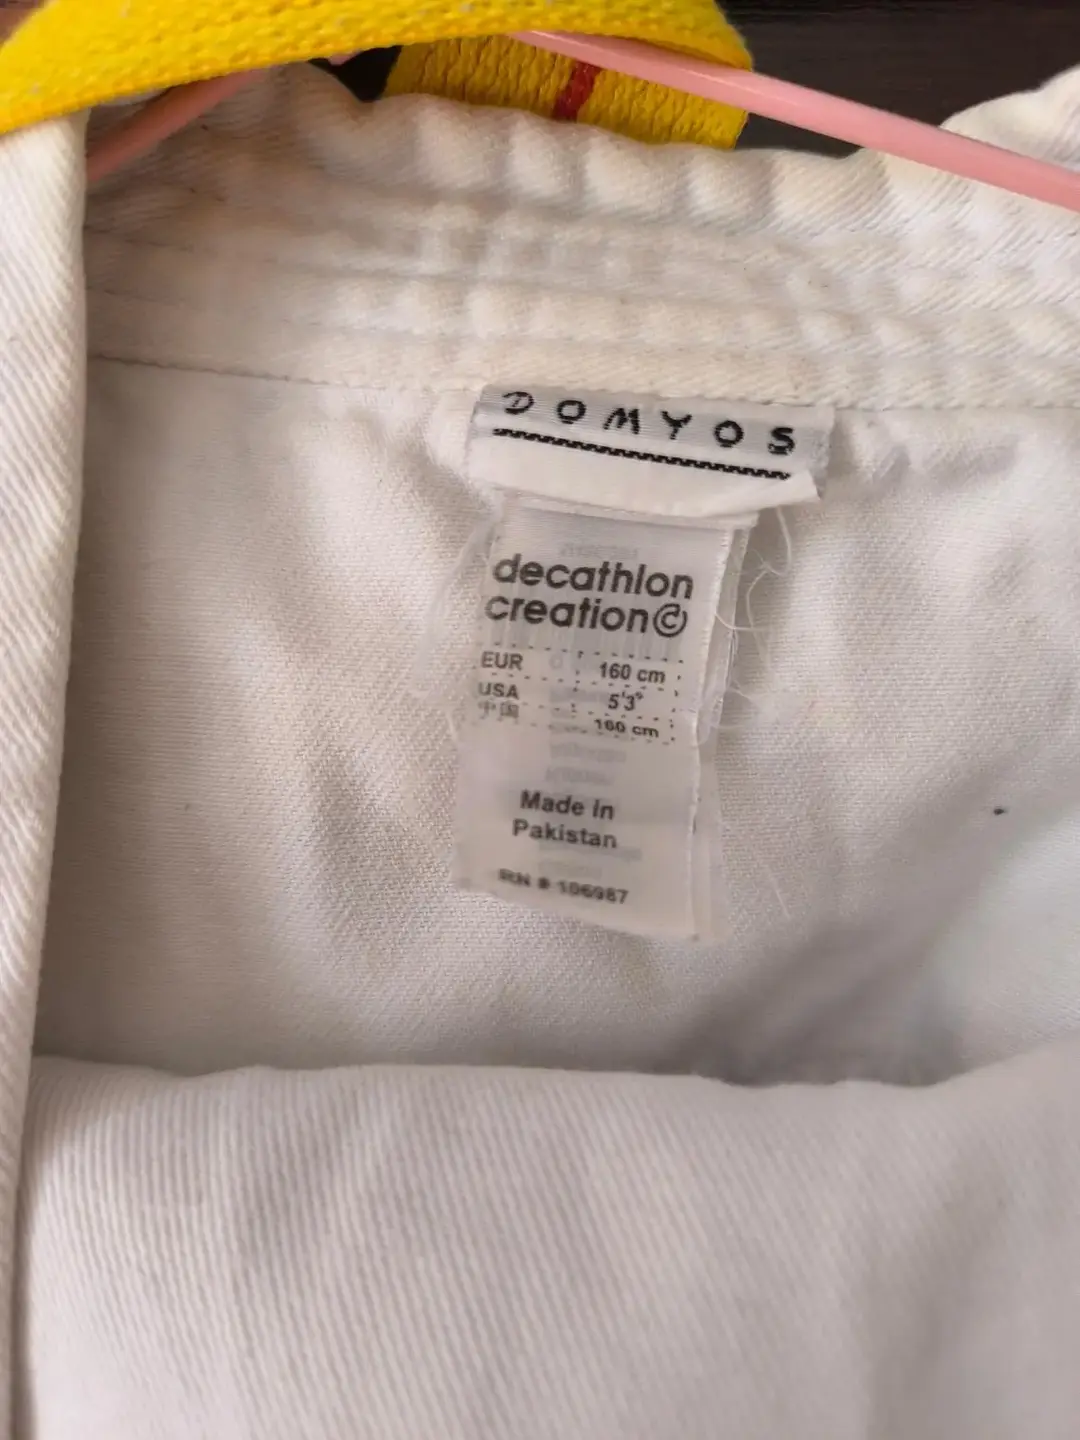 DOMYOS
decathlon
creation©
EUR 160 cm
USA 5'3"
中国 160 cm
Made in
Pakistan
RN # 106987